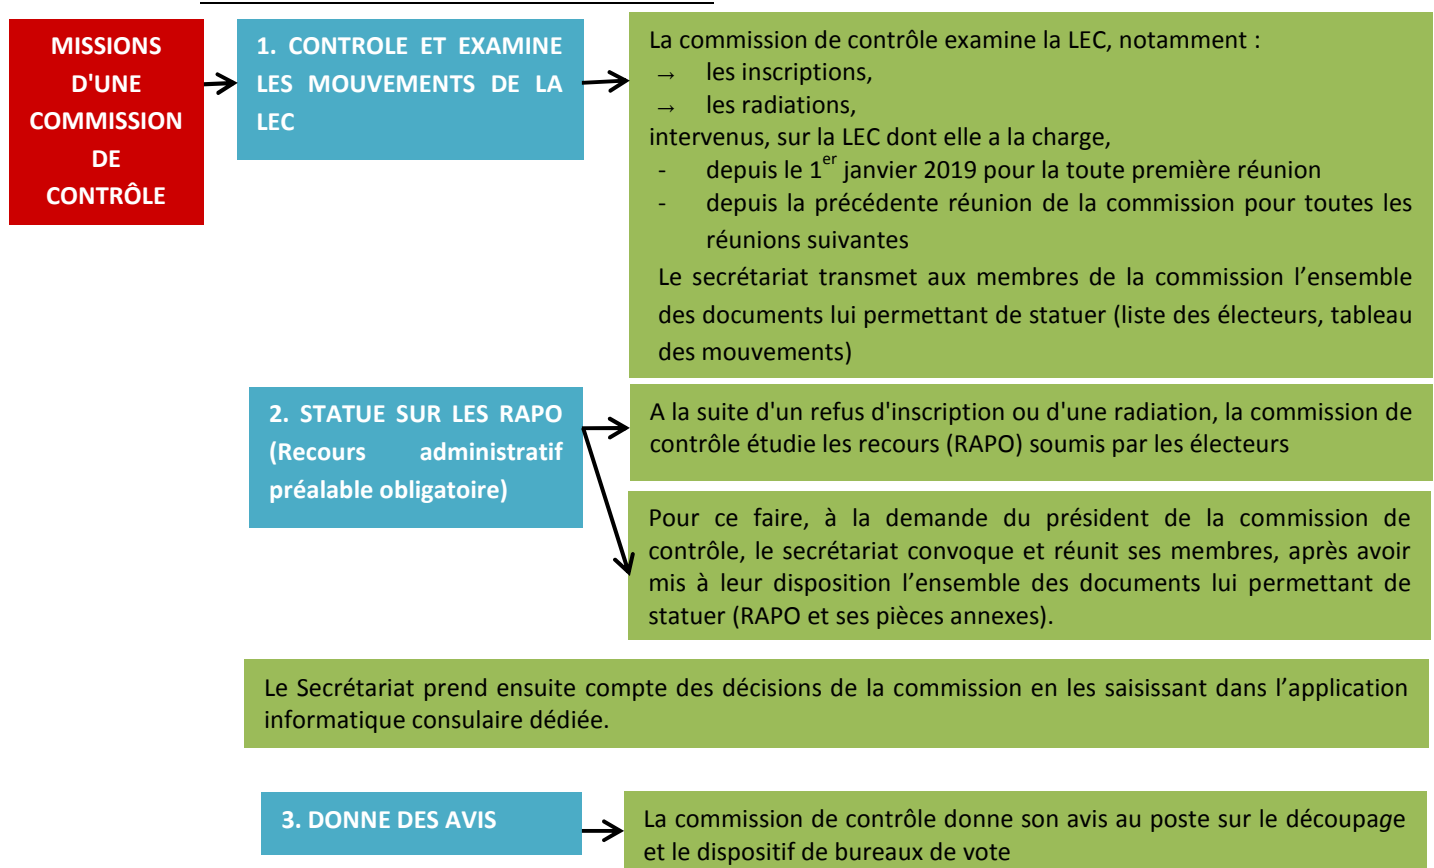 MISSIONS
D'UNE
COMMISSION
DE
CONTRÔLE
1. CONTROLE ET EXAMINE
LES MOUVEMENTS DE LA
LEC
La commission de contrôle examine la LEC, notamment :
→ les inscriptions,
→ les radiations,
intervenus, sur la LEC dont elle a la charge,
- depuis le 1er janvier 2019 pour la toute première réunion
- depuis la précédente réunion de la commission pour toutes les
réunions suivantes
Le secrétariat transmet aux membres de la commission l’ensemble
des documents lui permettant de statuer (liste des électeurs, tableau
des mouvements)
2. STATUE SUR LES RAPO
(Recours administratif
préalable obligatoire)
A la suite d'un refus d'inscription ou d'une radiation, la commission de
contrôle étudie les recours (RAPO) soumis par les électeurs
Pour ce faire, à la demande du président de la commission de
contrôle, le secrétariat convoque et réunit ses membres, après avoir
mis à leur disposition l’ensemble des documents lui permettant de
statuer (RAPO et ses pièces annexes).
Le Secrétariat prend ensuite compte des décisions de la commission en les saisissant dans l’application
informatique consulaire dédiée.
3. DONNE DES AVIS
La commission de contrôle donne son avis au poste sur le découpage
et le dispositif de bureaux de vote